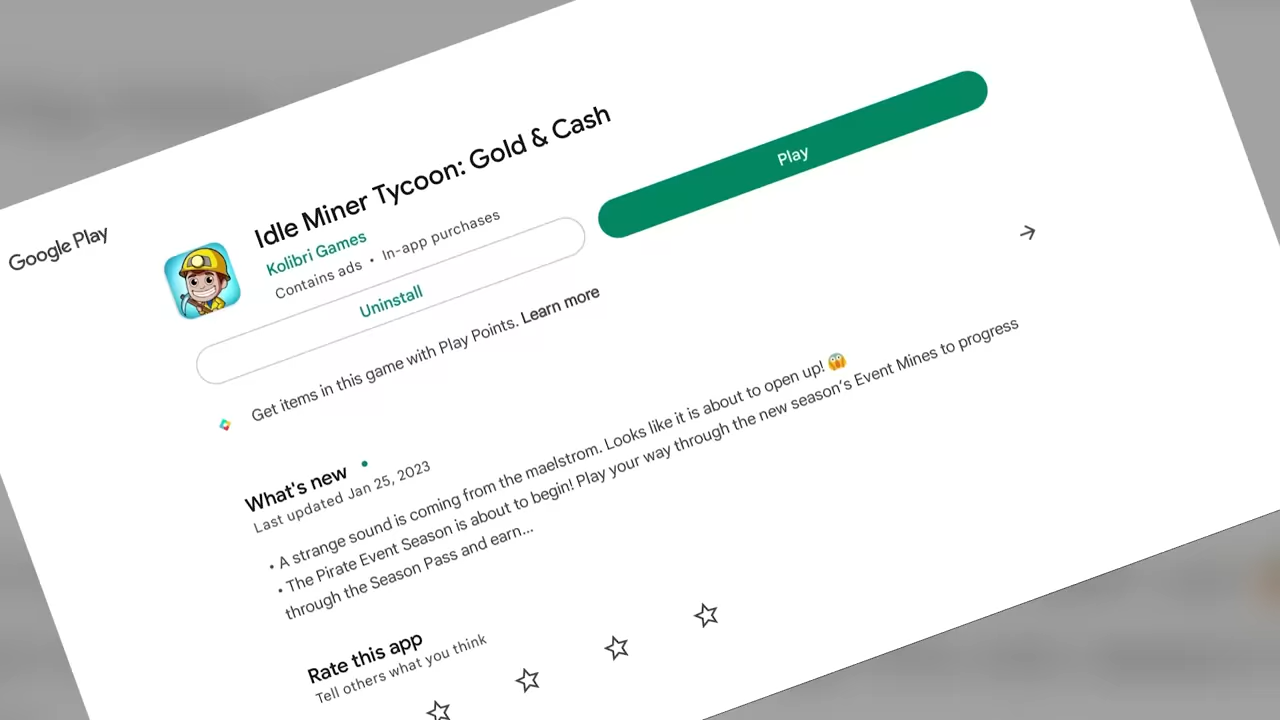 Google Play
Idle Miner Tycoon: Gold & Cash
Kolibri Games
Contains ads • In-app purchases
Uninstall
Play
Get items in this game with Play Points. Learn more
What's new •
Last updated Jan 25, 2023
• A strange sound is coming from the maelstrom. Looks like it is about to open up! 😱
• The Pirate Event Season is about to begin! Play your way through the new season's Event Mines to progress
through the Season Pass and earn...
Rate this app
Tell others what you think